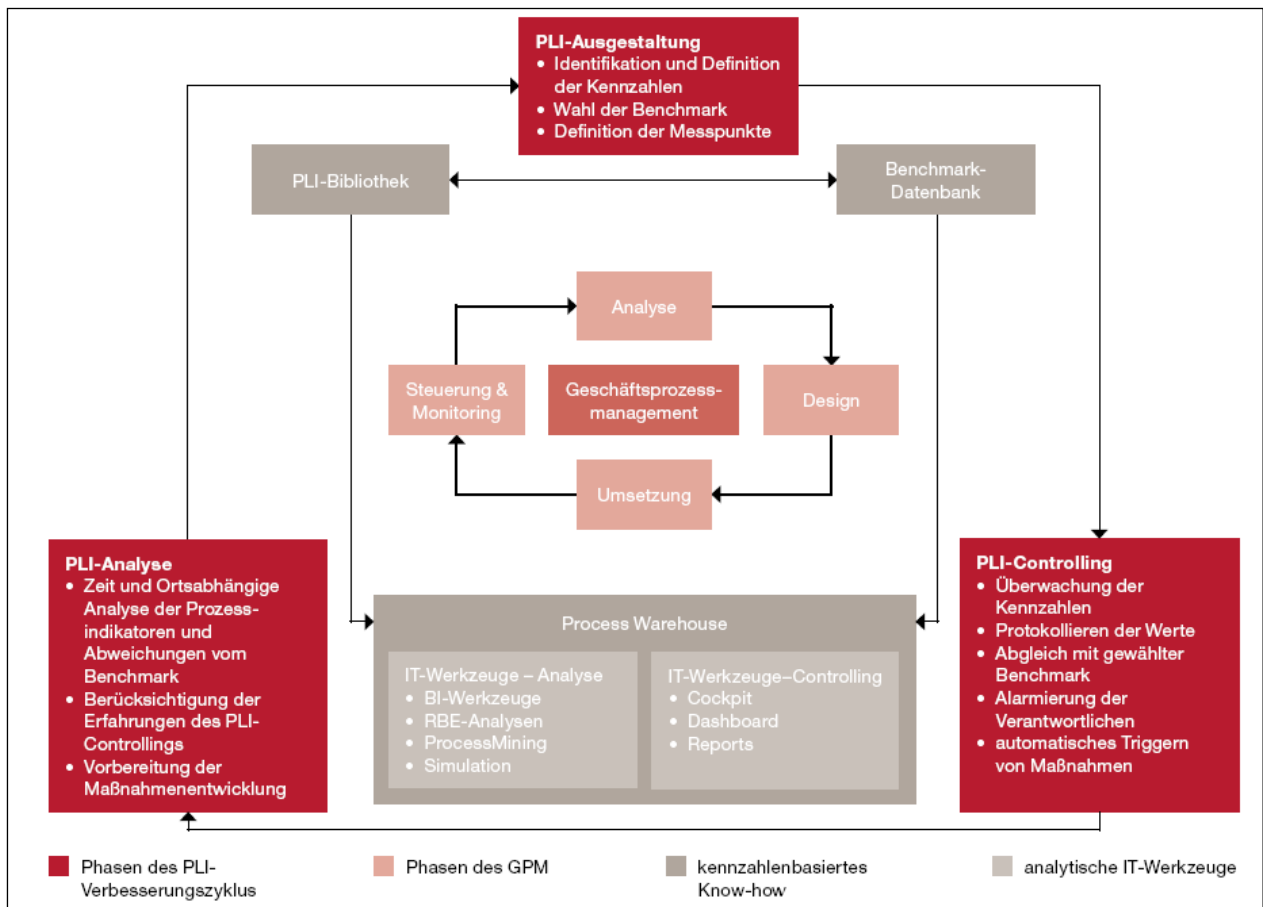 PLI-Ausgestaltung
• Identifikation und Definition
der Kennzahlen
• Wahl der Benchmark
• Definition der Messpunkte
PLI-Bibliothek
Benchmark-
Datenbank
Analyse
Steuerung &
Monitoring
Geschäftsprozess-
management
Design
Umsetzung
PLI-Analyse
• Zeit und Ortsabhängige
Analyse der Prozess-
indikatoren und
Abweichungen vom
Benchmark
• Berücksichtigung der
Erfahrungen des PLI-
Controllings
• Vorbereitung der
Maßnahmenentwicklung
Process Warehouse
IT-Werkzeuge – Analyse
• BI-Werkzeuge
• RBE-Analysen
• ProcessMining
• Simulation
IT-Werkzeuge–Controlling
• Cockpit
• Dashboard
• Reports
PLI-Controlling
• Überwachung der
Kennzahlen
• Protokollieren der Werte
• Abgleich mit gewählter
Benchmark
• Alarmierung der
Verantwortlichen
• automatisches Triggern
von Maßnahmen
Phasen des PLI-
Verbesserungszyklus
Phasen des GPM
kennzahlenbasiertes
Know-how
analytische IT-Werkzeuge